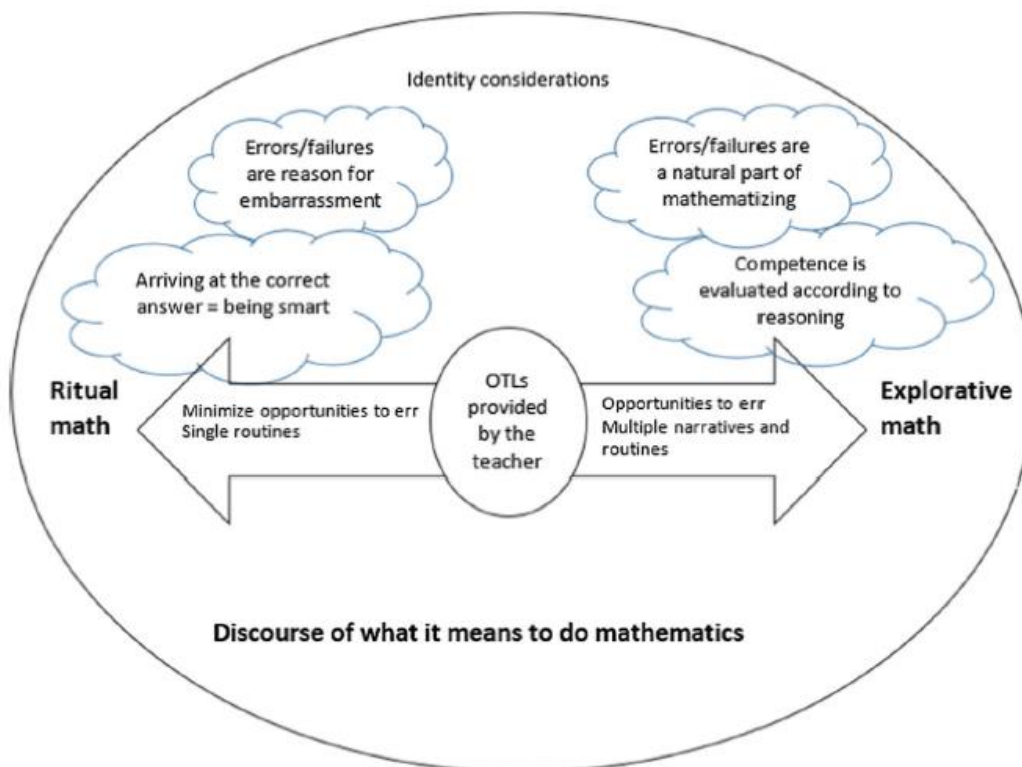 Identity considerations
Errors/failures
are reason for
embarrassment
Errors/failures are
a natural part of
mathematizing
Arriving at the correct
answer = being smart
Competence is
evaluated according to
reasoning
Ritual
math
Minimize opportunities to err
Single routines
OTLs
provided
by the
teacher
Opportunities to err
Multiple narratives and
routines
Explorative
math
Discourse of what it means to do mathematics